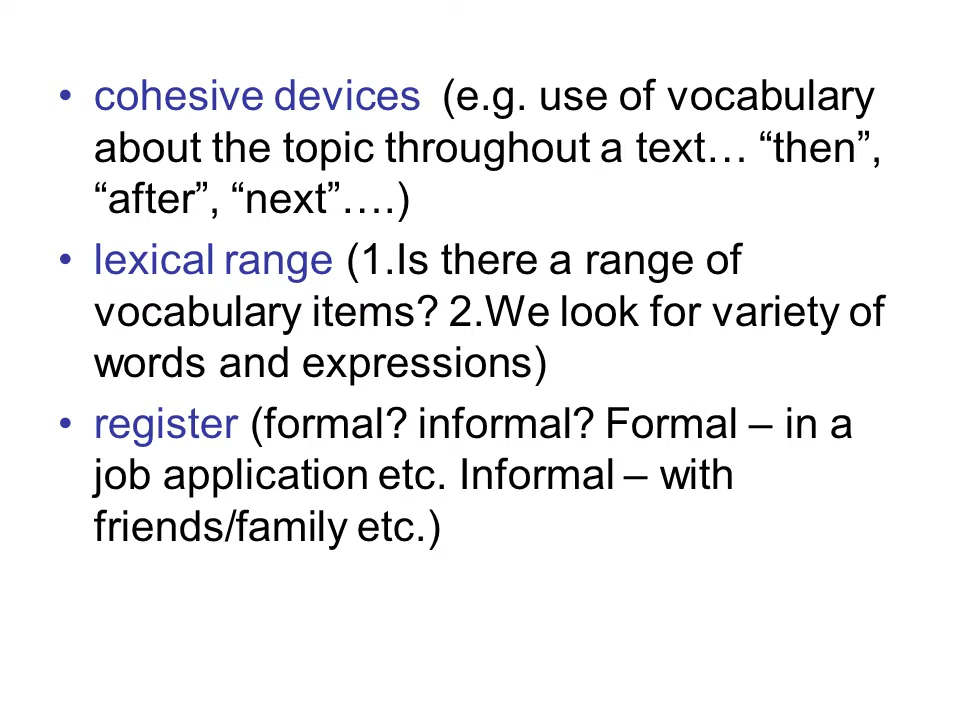 • cohesive devices  (e.g. use of vocabulary
about the topic throughout a text… “then”,
“after”, “next”….)
• lexical range (1.Is there a range of
vocabulary items? 2.We look for variety of
words and expressions)
• register (formal? informal? Formal – in a
job application etc. Informal – with
friends/family etc.)